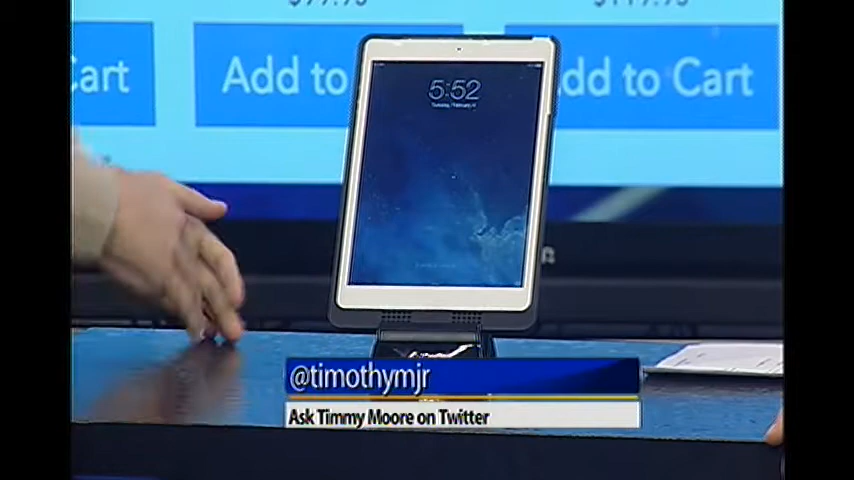 Add to
Add to Cart
Cart
5:52
@timothymjr
Ask Timmy Moore on Twitter